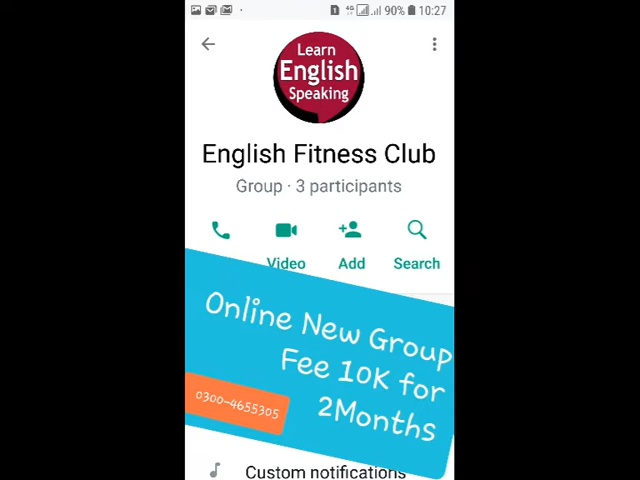 90% 10:27
Learn
English
Speaking
English Fitness Club
Group · 3 participants
Video Add Search
Online New Group
Fee 10K for
2Months
0300-4655305
Custom notifications